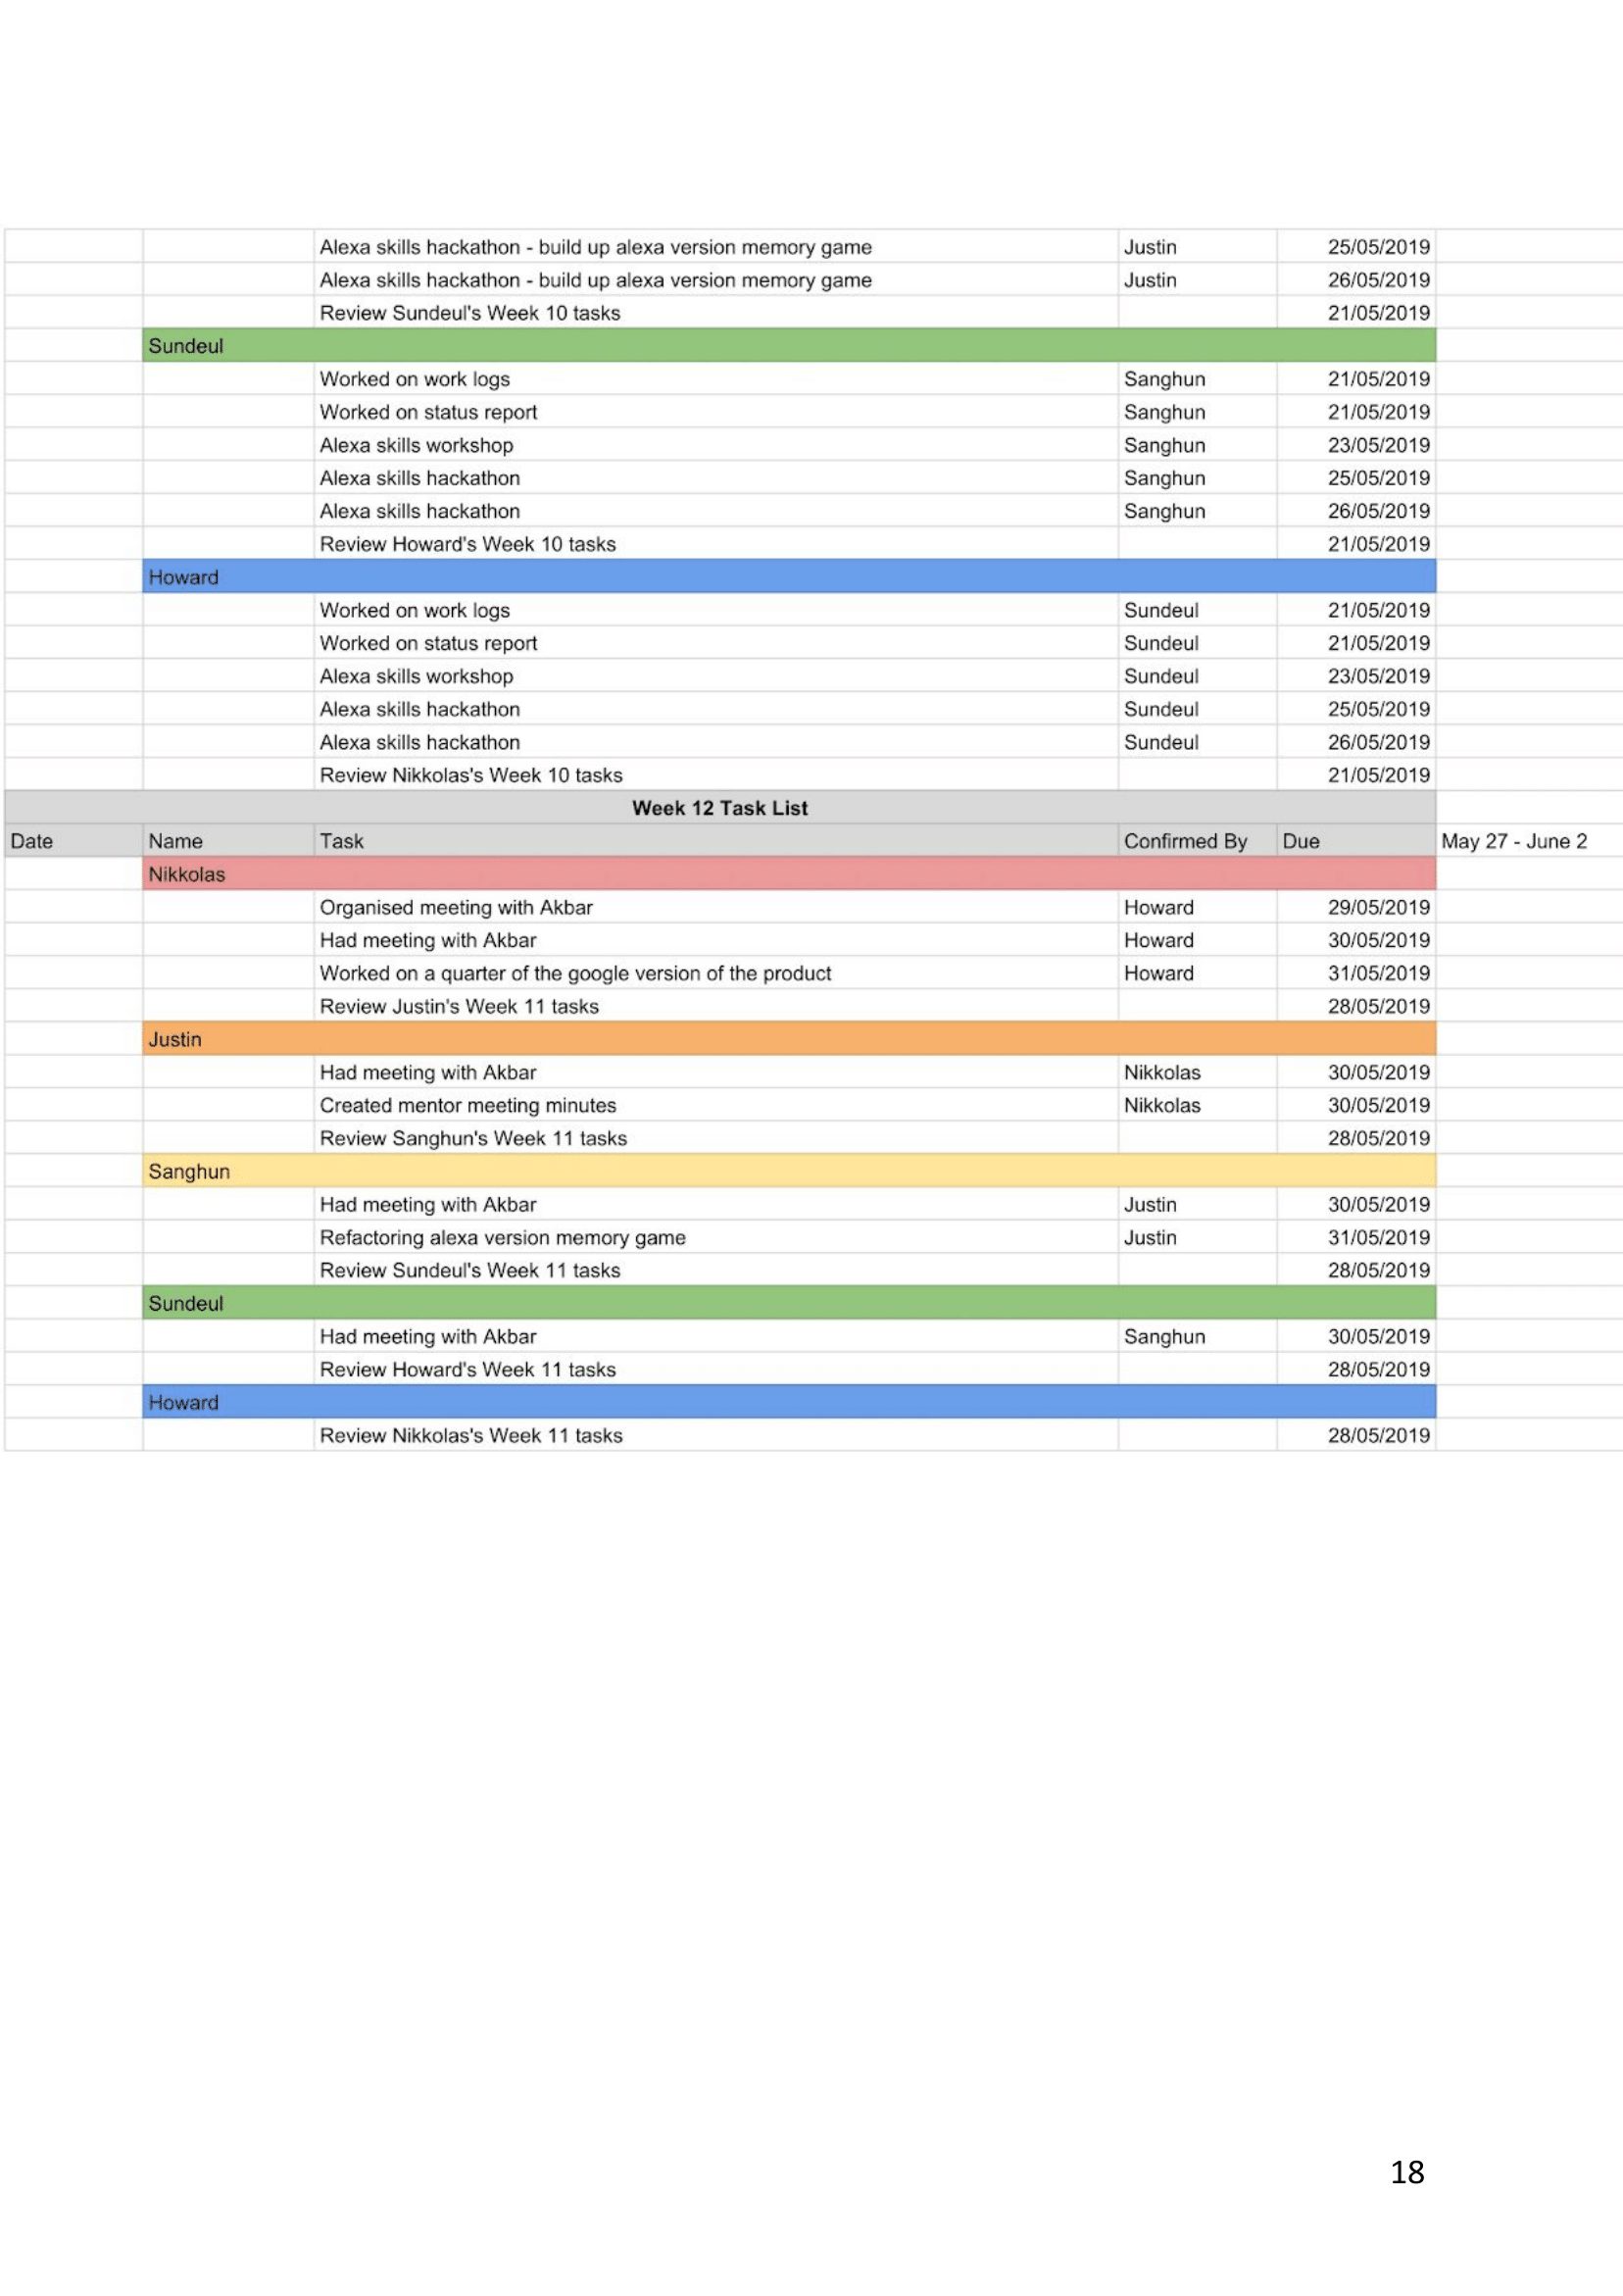 Alexa skills hackathon - build up alexa version memory game Justin 25/05/2019
Alexa skills hackathon - build up alexa version memory game Justin 26/05/2019
Review Sundeul's Week 10 tasks 21/05/2019
Sundeul
Worked on work logs Sanghun 21/05/2019
Worked on status report Sanghun 21/05/2019
Alexa skills workshop Sanghun 23/05/2019
Alexa skills hackathon Sanghun 25/05/2019
Alexa skills hackathon Sanghun 26/05/2019
Review Howard's Week 10 tasks 21/05/2019
Howard
Worked on work logs Sundeul 21/05/2019
Worked on status report Sundeul 21/05/2019
Alexa skills workshop Sundeul 23/05/2019
Alexa skills hackathon Sundeul 25/05/2019
Alexa skills hackathon Sundeul 26/05/2019
Review Nikkolas's Week 10 tasks 21/05/2019
Week 12 Task List
Date Name Task Confirmed By Due May 27 - June 2
Nikkolas
Organised meeting with Akbar Howard 29/05/2019
Had meeting with Akbar Howard 30/05/2019
Worked on a quarter of the google version of the product Howard 31/05/2019
Review Justin's Week 11 tasks 28/05/2019
Justin
Had meeting with Akbar Nikkolas 30/05/2019
Created mentor meeting minutes Nikkolas 30/05/2019
Review Sanghun's Week 11 tasks 28/05/2019
Sanghun
Had meeting with Akbar Justin 30/05/2019
Refactoring alexa version memory game Justin 31/05/2019
Review Sundeul's Week 11 tasks 28/05/2019
Sundeul
Had meeting with Akbar Sanghun 30/05/2019
Review Howard's Week 11 tasks 28/05/2019
Howard
Review Nikkolas's Week 11 tasks 28/05/2019
18